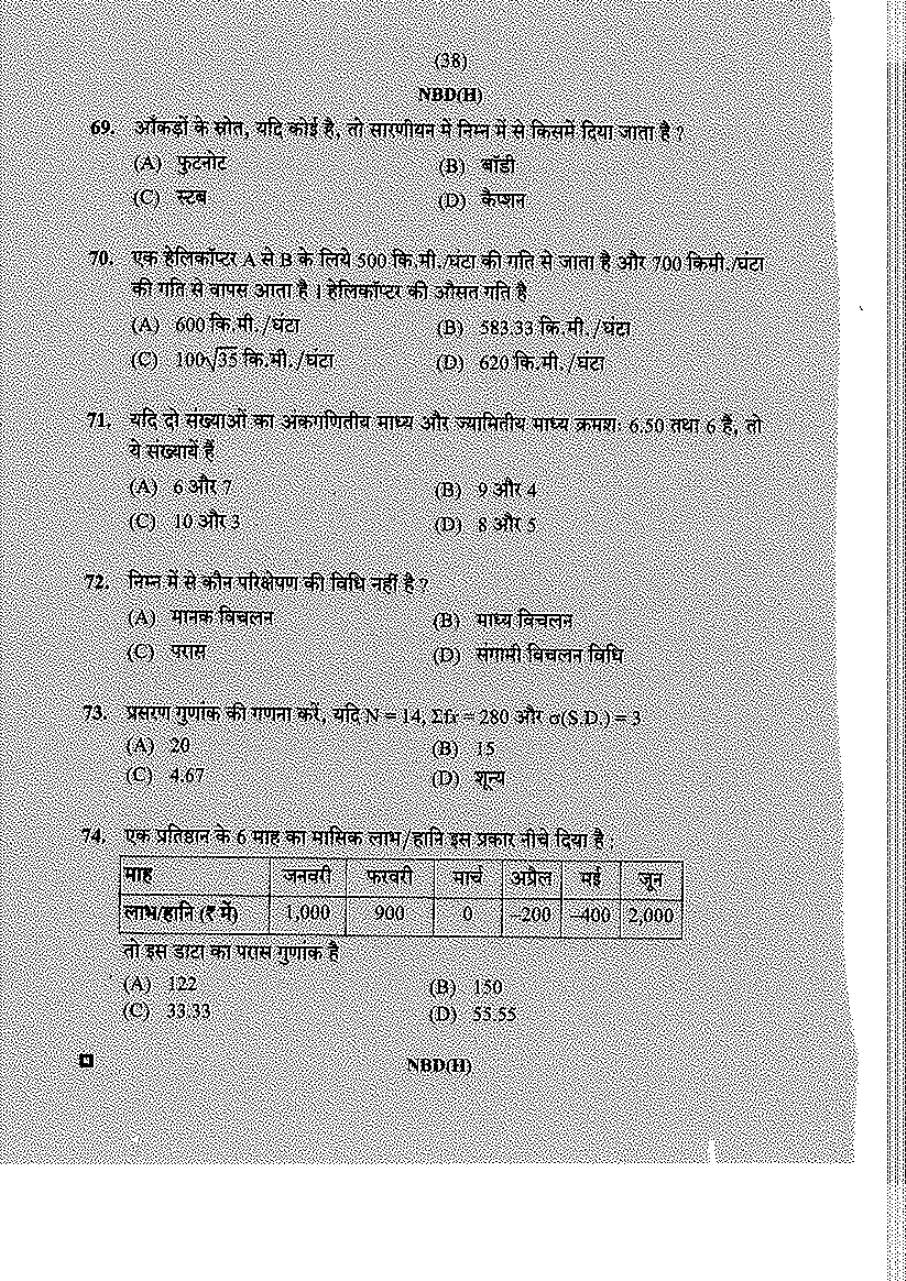 (38)
NBD(H)
69. आँकड़ों के स्रोत, यदि कोई है, तो सारणीयन में निम्न में से किसमें दिया जाता है ?
(A) फुटनोट (B) बॉडी
(C) स्टब (D) कैप्शन
70. एक हेलिकॉप्टर A से B के लिये 500 कि.मी./घंटा की गति से जाता है और 700 किमी./घंटा
की गति से वापस आता है । हेलिकॉप्टर की औसत गति है
(A) 600 कि.मी./घंटा (B) 583.33 कि.मी./घंटा
(C) 100√35 कि.मी./घंटा (D) 620 कि.मी./घंटा
71. यदि दो संख्याओं का अंकगणितीय माध्य और ज्यामितीय माध्य क्रमशः 6.50 तथा 6 हैं, तो
ये संख्यायें हैं
(A) 6 और 7 (B) 9 और 4
(C) 10 और 3 (D) 8 और 5
72. निम्न में से कौन परिक्षेपण की विधि नहीं है ?
(A) मानक विचलन (B) माध्य विचलन
(C) परास (D) संगामी विचलन विधि
73. प्रसरण गुणांक की गणना करें, यदि N = 14, Σfx = 280 और σ(S.D.) = 3
(A) 20 (B) 15
(C) 4.67 (D) शून्य
74. एक प्रतिष्ठान के 6 माह का मासिक लाभ/हानि इस प्रकार नीचे दिया है :
माह जनवरी फरवरी मार्च अप्रैल मई जून
लाभ/हानि (₹ में) 1,000 900 0 –200 –400 2,000
तो इस डाटा का परास गुणांक है
(A) 122 (B) 150
(C) 33.33 (D) 55.55
NBD(H)